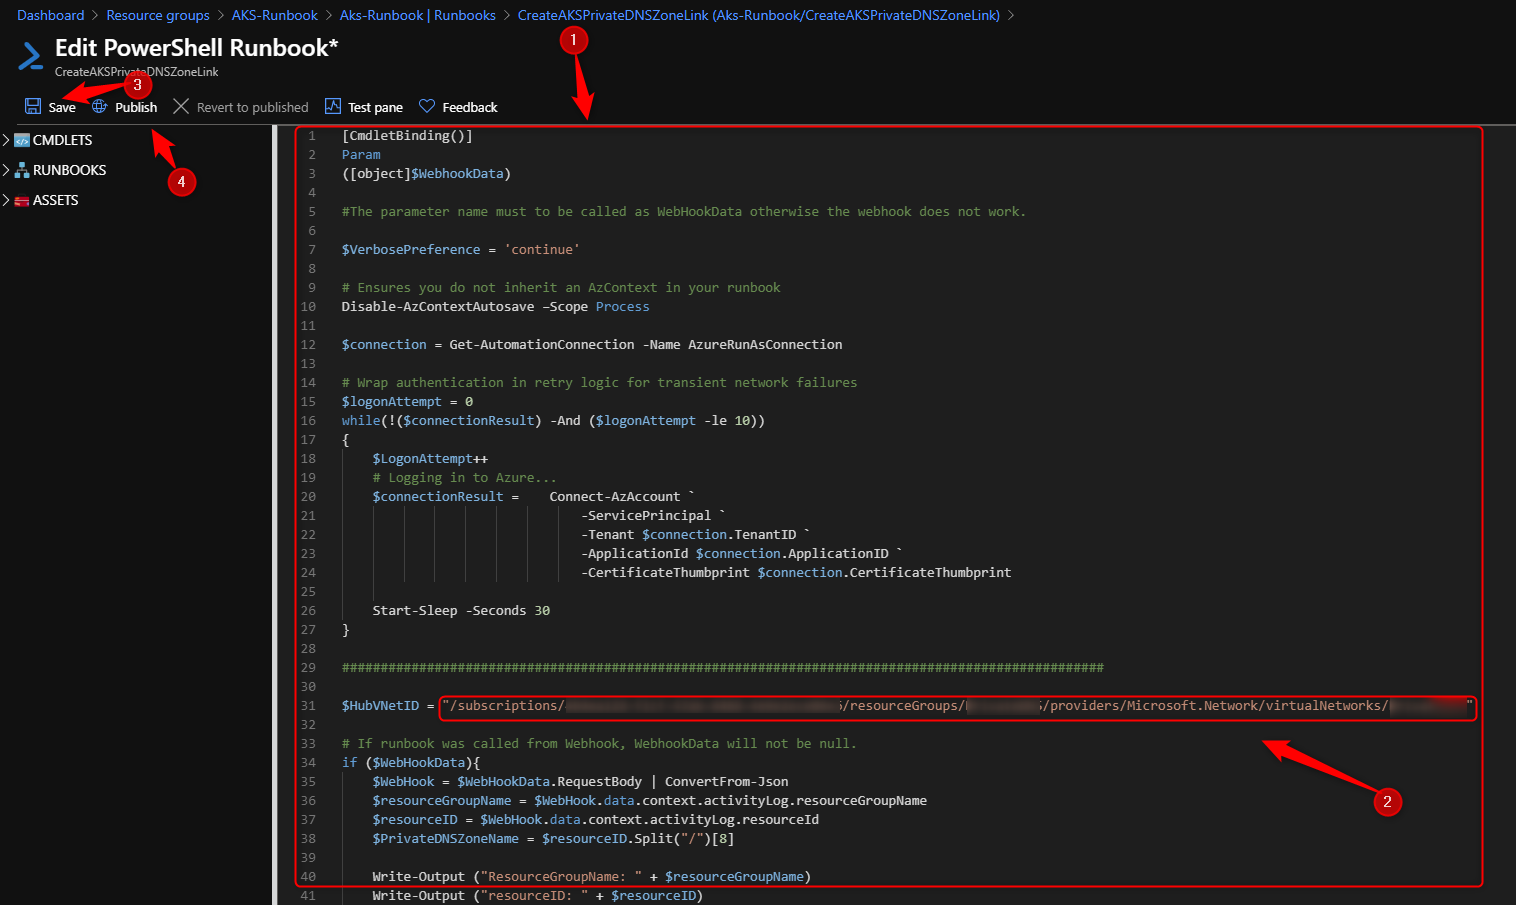 Dashboard > Resource groups > AKS-Runbook > Aks-Runbook | Runbooks > CreateAKSPrivateDNSZoneLink (Aks-Runbook/CreateAKSPrivateDNSZoneLink) >
1
Edit PowerShell Runbook*
CreateAKSPrivateDNSZoneLink
3
Save Publish Revert to published Test pane Feedback
4
CMDLETS
RUNBOOKS
ASSETS
1 [CmdletBinding()]
2 Param
3 ([object]$WebhookData)
4
5 #The parameter name must to be called as WebHookData otherwise the webhook does not work.
6
7 $VerbosePreference = 'continue'
8
9 # Ensures you do not inherit an AzContext in your runbook
10 Disable-AzContextAutosave –Scope Process
11
12 $connection = Get-AutomationConnection -Name AzureRunAsConnection
13
14 # Wrap authentication in retry logic for transient network failures
15 $logonAttempt = 0
16 while(!($connectionResult) -And ($logonAttempt -le 10))
17 {
18 $LogonAttempt++
19 # Logging in to Azure...
20 $connectionResult = Connect-AzAccount `
21 -ServicePrincipal `
22 -Tenant $connection.TenantID `
23 -ApplicationId $connection.ApplicationID `
24 -CertificateThumbprint $connection.CertificateThumbprint
25
26 Start-Sleep -Seconds 30
27 }
28
29 ###################################################################################################
30
31 $HubVNetID = "/subscriptions/ /resourceGroups/ /providers/Microsoft.Network/virtualNetworks/ "
32
33 # If runbook was called from Webhook, WebhookData will not be null.
34 if ($WebHookData){
35 $WebHook = $WebHookData.RequestBody | ConvertFrom-Json
36 $resourceGroupName = $WebHook.data.context.activityLog.resourceGroupName
37 $resourceID = $WebHook.data.context.activityLog.resourceId
38 $PrivateDNSZoneName = $resourceID.Split("/")[8]
39
40 Write-Output ("ResourceGroupName: " + $resourceGroupName)
41 Write-Output ("resourceID: " + $resourceID)
2